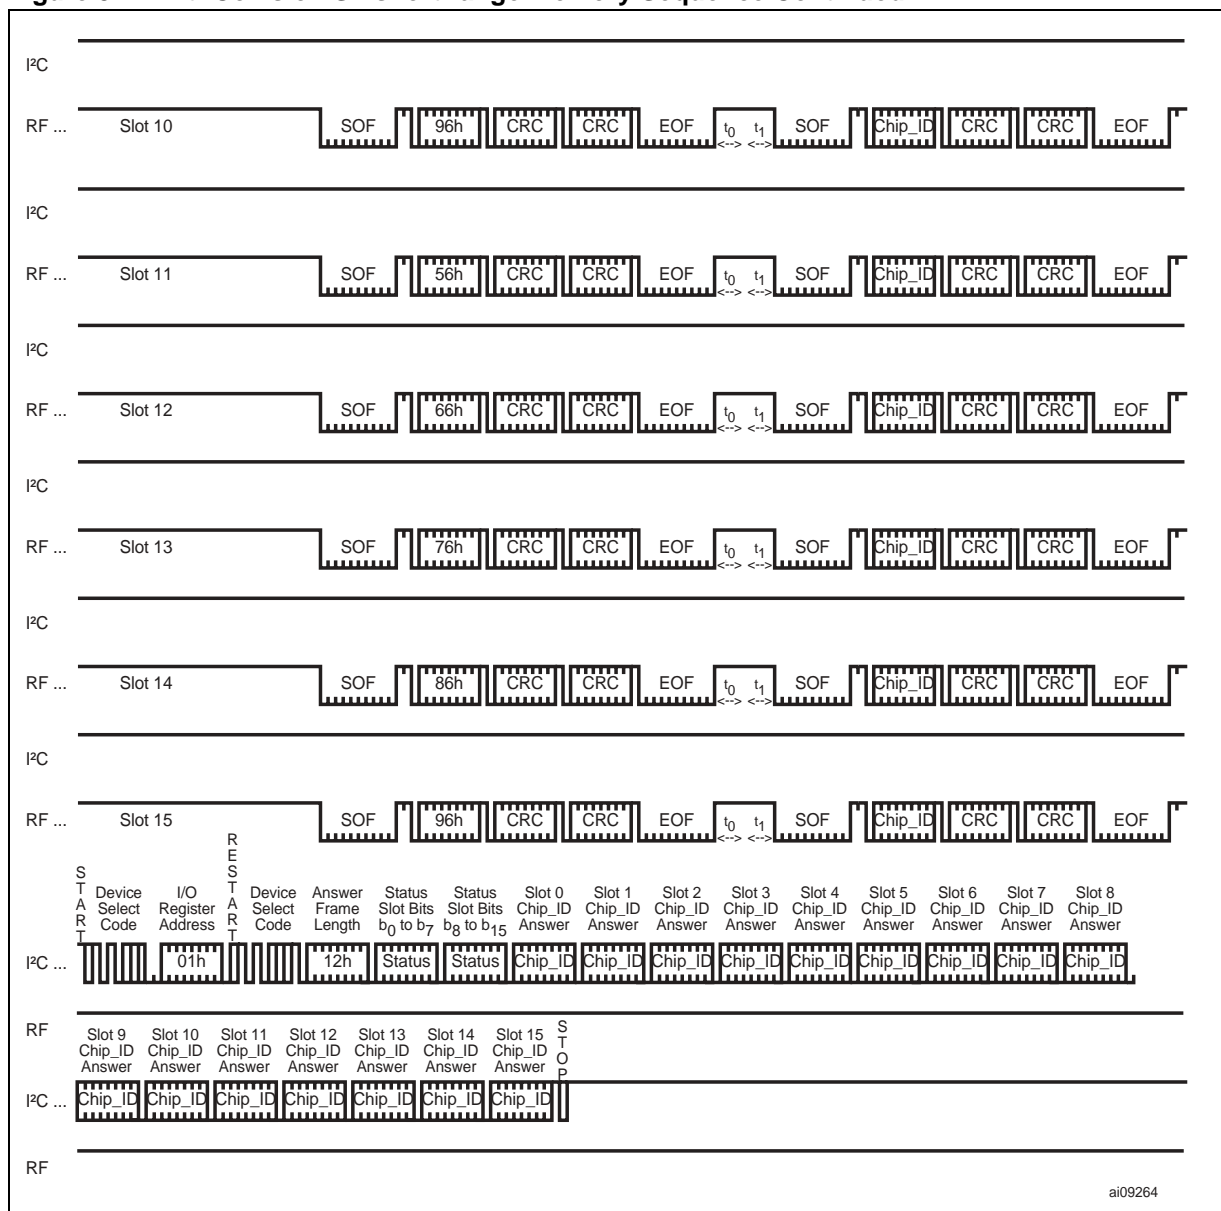 I²C
RF ... Slot 10 SOF 96h CRC CRC EOF t0 t1 SOF Chip_ID CRC CRC EOF
<--> <-->
I²C
RF ... Slot 11 SOF 56h CRC CRC EOF t0 t1 SOF Chip_ID CRC CRC EOF
<--> <-->
I²C
RF ... Slot 12 SOF 66h CRC CRC EOF t0 t1 SOF Chip_ID CRC CRC EOF
<--> <-->
I²C
RF ... Slot 13 SOF 76h CRC CRC EOF t0 t1 SOF Chip_ID CRC CRC EOF
<--> <-->
I²C
RF ... Slot 14 SOF 86h CRC CRC EOF t0 t1 SOF Chip_ID CRC CRC EOF
<--> <-->
I²C
RF ... Slot 15 SOF 96h CRC CRC EOF t0 t1 SOF Chip_ID CRC CRC EOF
<--> <-->
START
Device Select Code
I/O Register Address
RESTART
Device Select Code
Answer Frame Length
Status Slot Bits b0 to b7
Status Slot Bits b8 to b15
Slot 0 Chip_ID Answer
Slot 1 Chip_ID Answer
Slot 2 Chip_ID Answer
Slot 3 Chip_ID Answer
Slot 4 Chip_ID Answer
Slot 5 Chip_ID Answer
Slot 6 Chip_ID Answer
Slot 7 Chip_ID Answer
Slot 8 Chip_ID Answer
I²C ... 01h 12h Status Status Chip_ID Chip_ID Chip_ID Chip_ID Chip_ID Chip_ID Chip_ID Chip_ID Chip_ID
RF
Slot 9 Chip_ID Answer
Slot 10 Chip_ID Answer
Slot 11 Chip_ID Answer
Slot 12 Chip_ID Answer
Slot 13 Chip_ID Answer
Slot 14 Chip_ID Answer
Slot 15 Chip_ID Answer
STOP
I²C ... Chip_ID Chip_ID Chip_ID Chip_ID Chip_ID Chip_ID Chip_ID
RF
ai09264